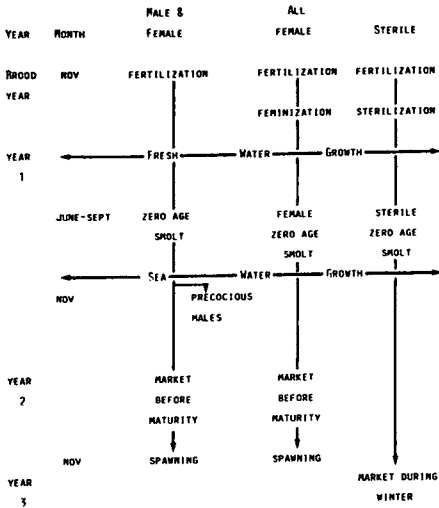 MALE & ALL
YEAR MONTH FEMALE FEMALE STERILE
BROOD NOV FERTILIZATION FERTILIZATION FERTILIZATION
YEAR
FEMINIZATION STERILIZATION
YEAR FRESH WATER GROWTH
1
JUNE-SEPT ZERO AGE FEMALE STERILE
SMOLT ZERO AGE ZERO AGE
SMOLT SMOLT
SEA WATER GROWTH
NOV PRECOCIOUS
MALES
YEAR MARKET MARKET
2 BEFORE BEFORE
MATURITY MATURITY
NOV SPAWNING SPAWNING
YEAR MARKET DURING
3 WINTER